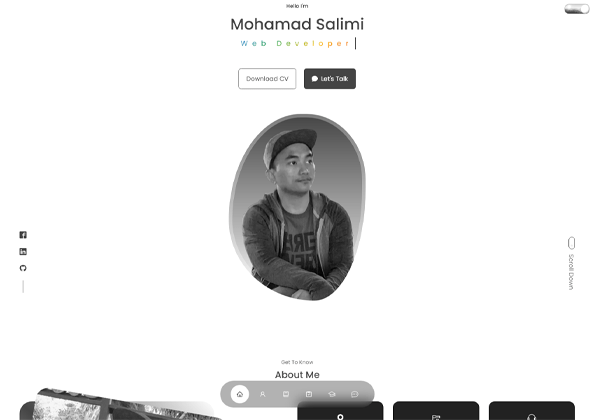 Hello I'm
Mohamad Salimi
Web Developer
Download CV
Let's Talk
Scroll Down
Get To Know
About Me